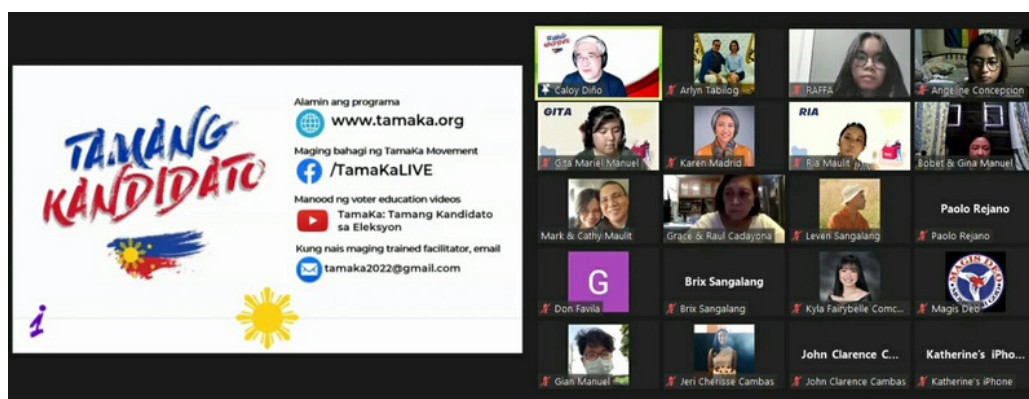 TAMANG
KANDIDATO
Alamin ang programa
www.tamaka.org
Maging bahagi ng TamaKa Movement
/TamaKaLIVE
Manood ng voter education videos
TamaKa: Tamang Kandidato
sa Eleksyon
Kung nais maging trained facilitator, email
tamaka2022@gmail.com
i
Caloy Diño
Arlyn Tabilog
RAFFA
Angeline Concepcion
GITA
Gita Mariel Manuel
Karen Madrid
RIA
Ria Maulit
Bobet & Gina Manuel
Mark & Cathy Maulit
Grace & Raul Cadayona
Leven Sangalang
Paolo Rejano
Paolo Rejano
G
Don Favila
Brix Sangalang
Brix Sangalang
Kyla Fairybelle Comc...
MAGIS DEO
Magis Deo
Gian Manuel
Jeri Cherisse Cambas
John Clarence C...
John Clarence Cambas
Katherine's iPho...
Katherine's iPhone